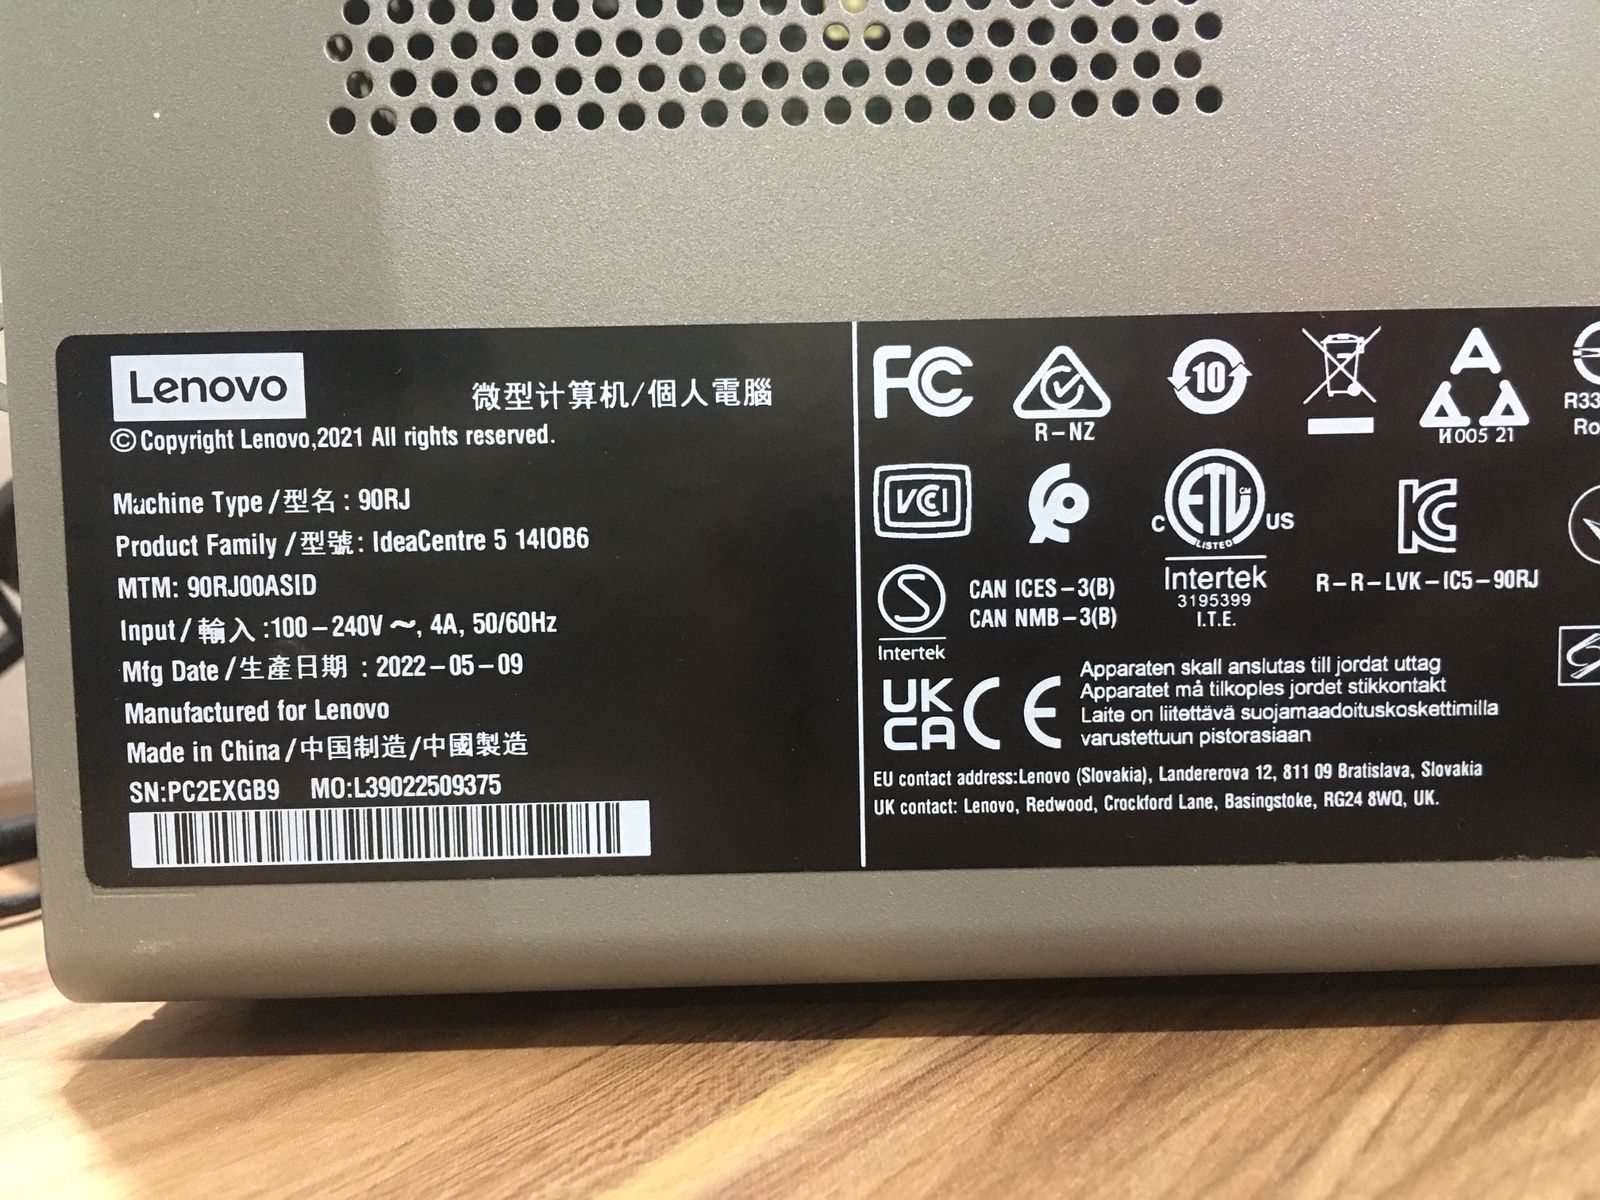 Lenovo
微型计算机/個人電腦
©Copyright Lenovo,2021 All rights reserved.
Machine Type/型名: 90RJ
Product Family/型號: IdeaCentre 5 14IOB6
MTM: 90RJ00ASID
Input/輸入:100-240V ～, 4A, 50/60Hz
Mfg Date/生產日期 : 2022-05-09
Manufactured for Lenovo
Made in China/中国制造/中國製造
SN:PC2EXGB9 MO:L39022509375
FC
R-NZ
10
И005 21
R33
Ro
VCI
C ETL CM US
LISTED
Intertek
3195399
I.T.E.
R-R-LVK-IC5-90RJ
S
Intertek
CAN ICES-3(B)
CAN NMB-3(B)
UK
CA
CE
Apparaten skall anslutas till jordat uttag
Apparatet må tilkoples jordet stikkontakt
Laite on liitettävä suojamaadoituskoskettimilla
varustettuun pistorasiaan
EU contact address:Lenovo (Slovakia), Landererova 12, 811 09 Bratislava, Slovakia
UK contact: Lenovo, Redwood, Crockford Lane, Basingstoke, RG24 8WQ, UK.